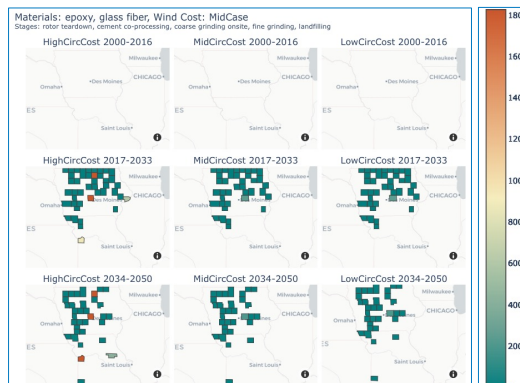 Materials: epoxy, glass fiber, Wind Cost: MidCase
Stages: rotor teardown, cement co-processing, coarse grinding onsite, fine grinding, landfilling
HighCircCost 2000-2016
MidCircCost 2000-2016
LowCircCost 2000-2016
Milwaukee
Milwaukee
Milwaukee
Omaha
Des Moines
CHICAGO
Omaha
Des Moines
CHICAGO
Omaha
Des Moines
CHICAGO
ES
ES
ES
Saint Louis
Saint Louis
Saint Louis
HighCircCost 2017-2033
MidCircCost 2017-2033
LowCircCost 2017-2033
Milwaukee
Milwaukee
Milwaukee
Omaha
Des Moines
CHICAGO
Omaha
CHICAGO
Omaha
CHICAGO
ES
ES
ES
Saint Louis
Saint Louis
Saint Louis
HighCircCost 2034-2050
MidCircCost 2034-2050
LowCircCost 2034-2050
Milwaukee
Milwaukee
Milwaukee
Omaha
CHICAGO
Omaha
CHICAGO
Omaha
CHICAGO
ES
ES
ES
Saint Louis
Saint Louis
Saint Louis
800
600
400
200